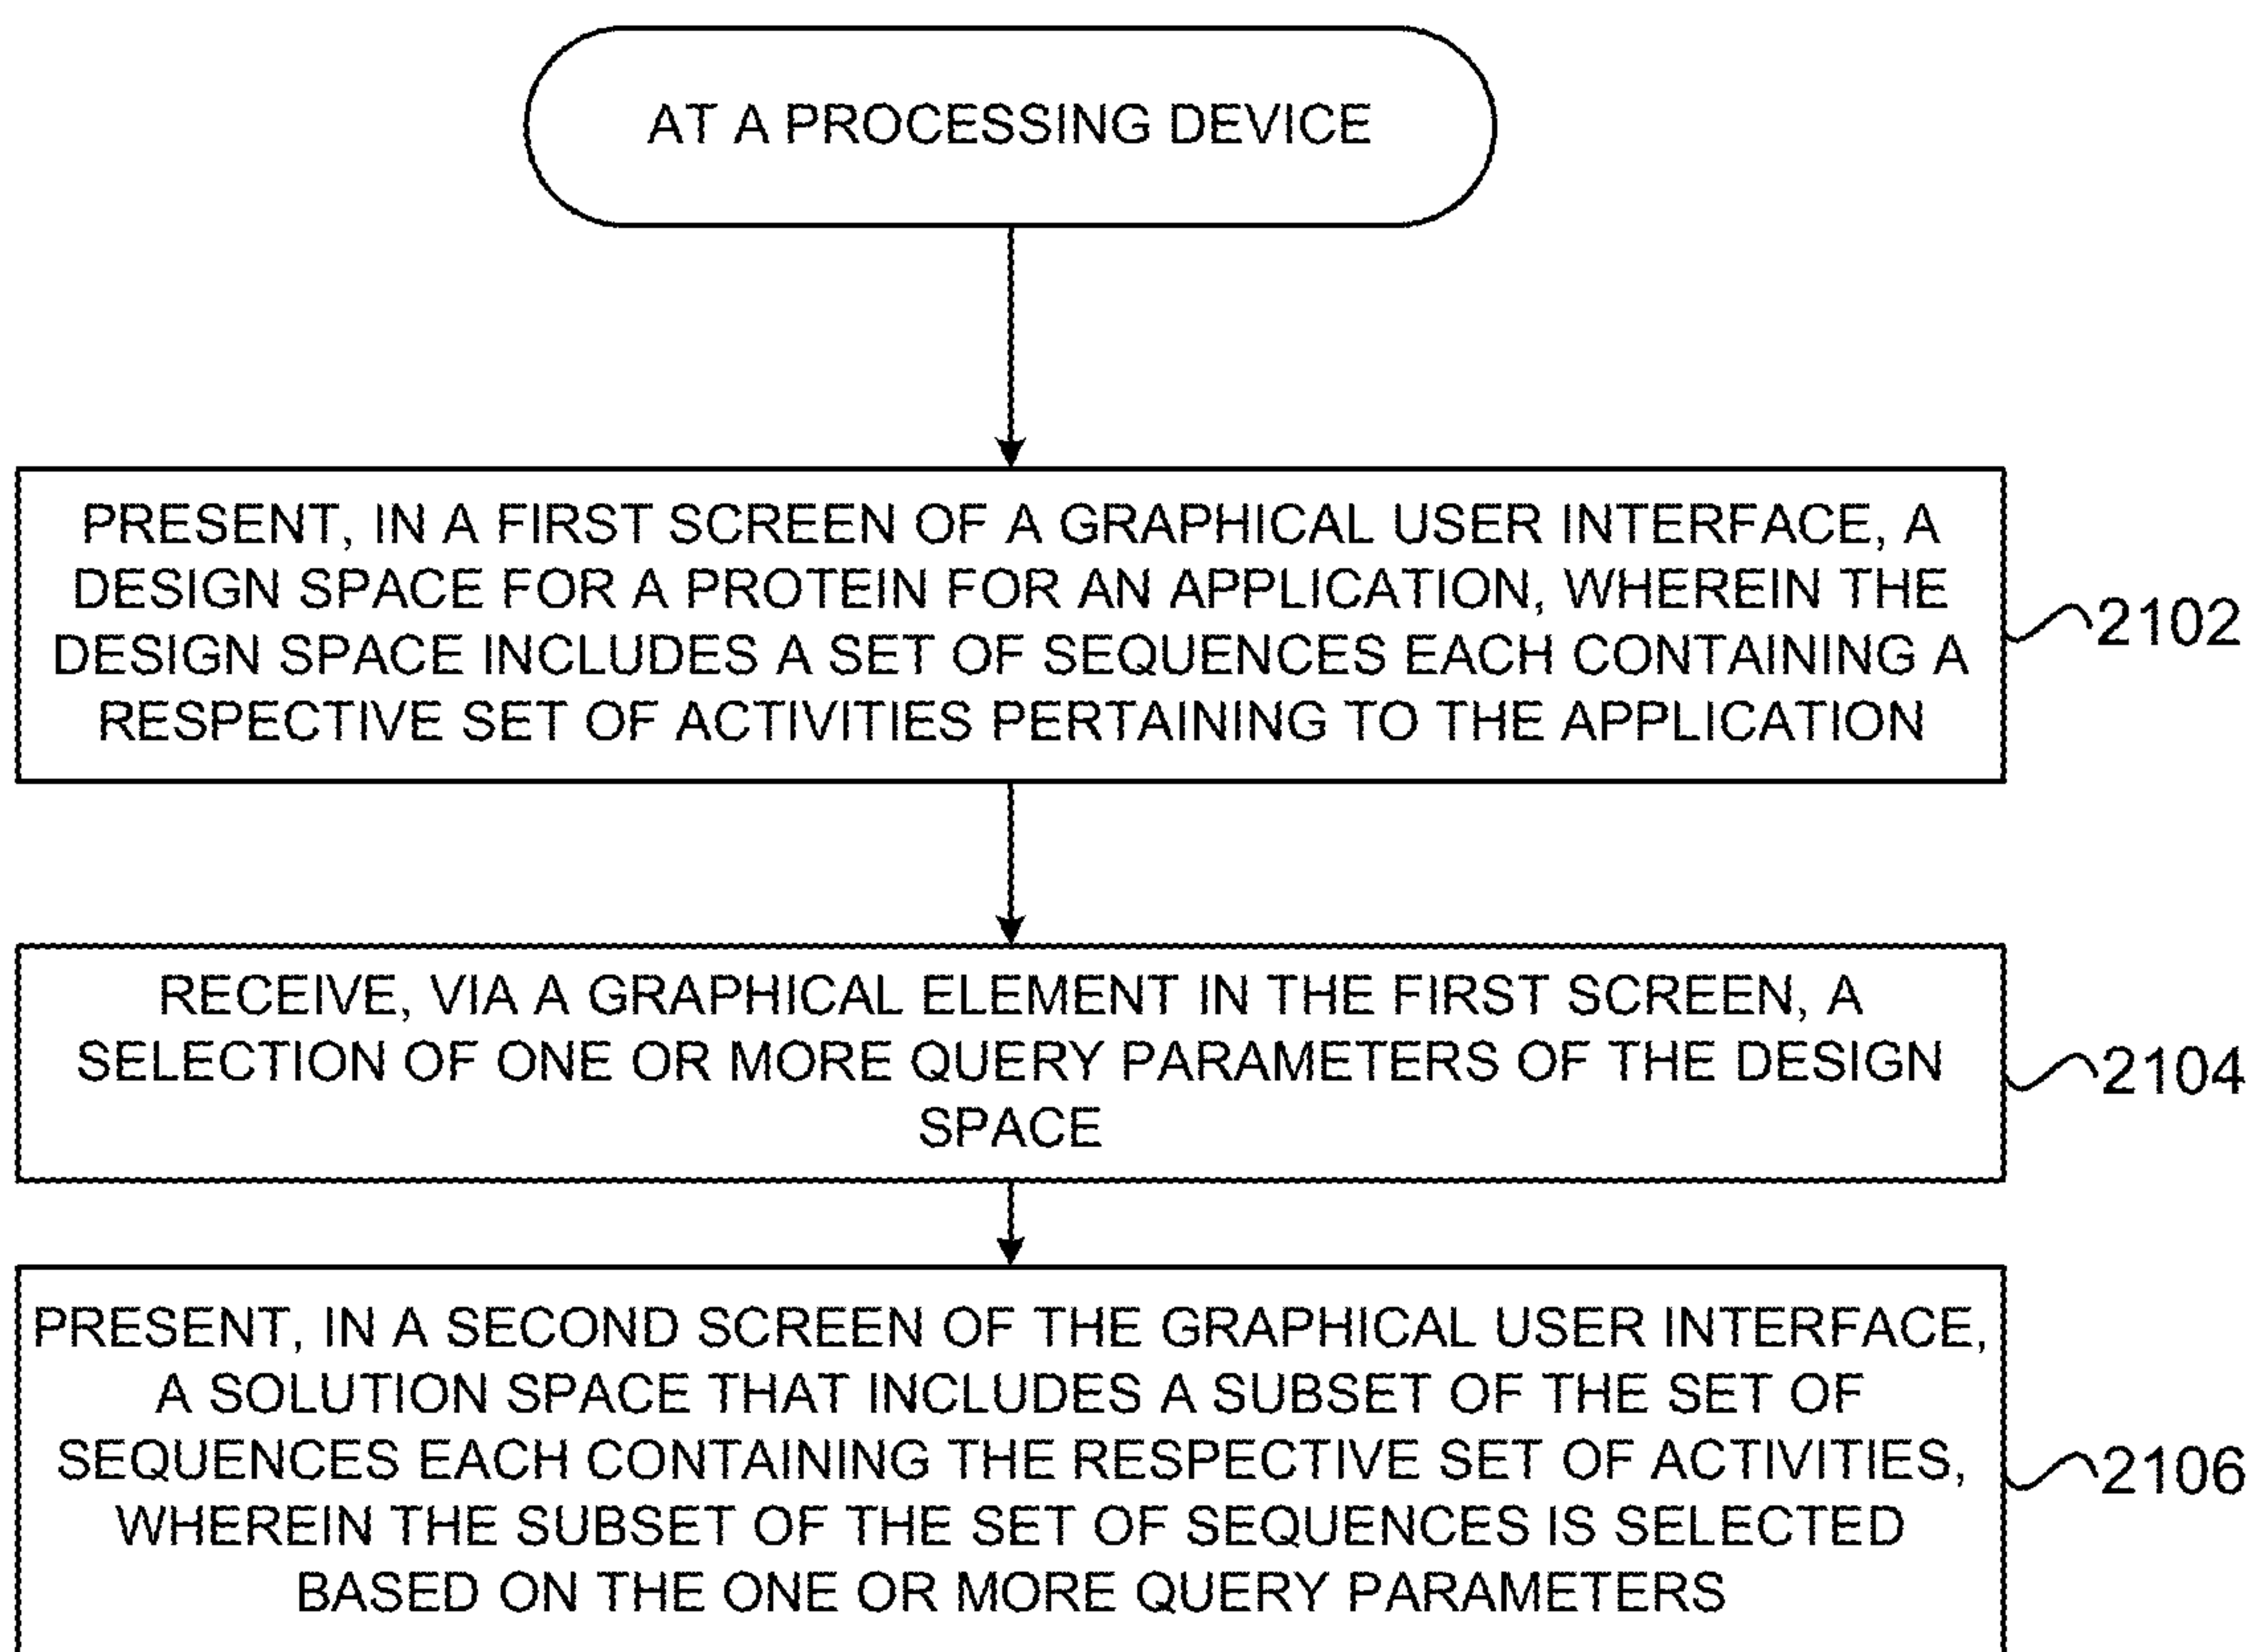 AT A PROCESSING DEVICE
PRESENT, IN A FIRST SCREEN OF A GRAPHICAL USER INTERFACE, A
DESIGN SPACE FOR A PROTEIN FOR AN APPLICATION, WHEREIN THE
DESIGN SPACE INCLUDES A SET OF SEQUENCES EACH CONTAINING A
RESPECTIVE SET OF ACTIVITIES PERTAINING TO THE APPLICATION
2102
RECEIVE, VIA A GRAPHICAL ELEMENT IN THE FIRST SCREEN, A
SELECTION OF ONE OR MORE QUERY PARAMETERS OF THE DESIGN
SPACE
2104
PRESENT, IN A SECOND SCREEN OF THE GRAPHICAL USER INTERFACE,
A SOLUTION SPACE THAT INCLUDES A SUBSET OF THE SET OF
SEQUENCES EACH CONTAINING THE RESPECTIVE SET OF ACTIVITIES,
WHEREIN THE SUBSET OF THE SET OF SEQUENCES IS SELECTED
BASED ON THE ONE OR MORE QUERY PARAMETERS
2106